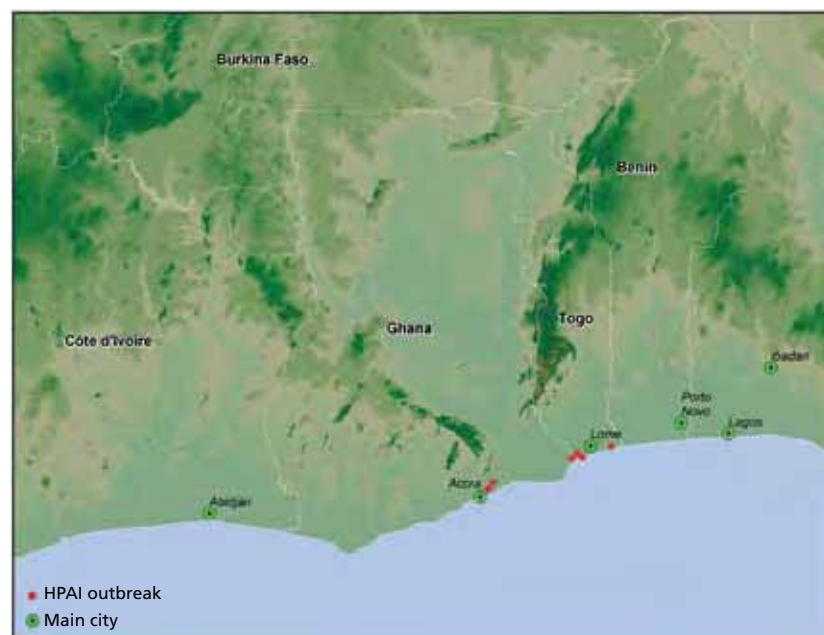 Burkina Faso
Benin
Togo
Ghana
Côte d'Ivoire
Ibadan
Porto
Novo
Lagos
Lome
Accra
Abidjan
HPAI outbreak
Main city